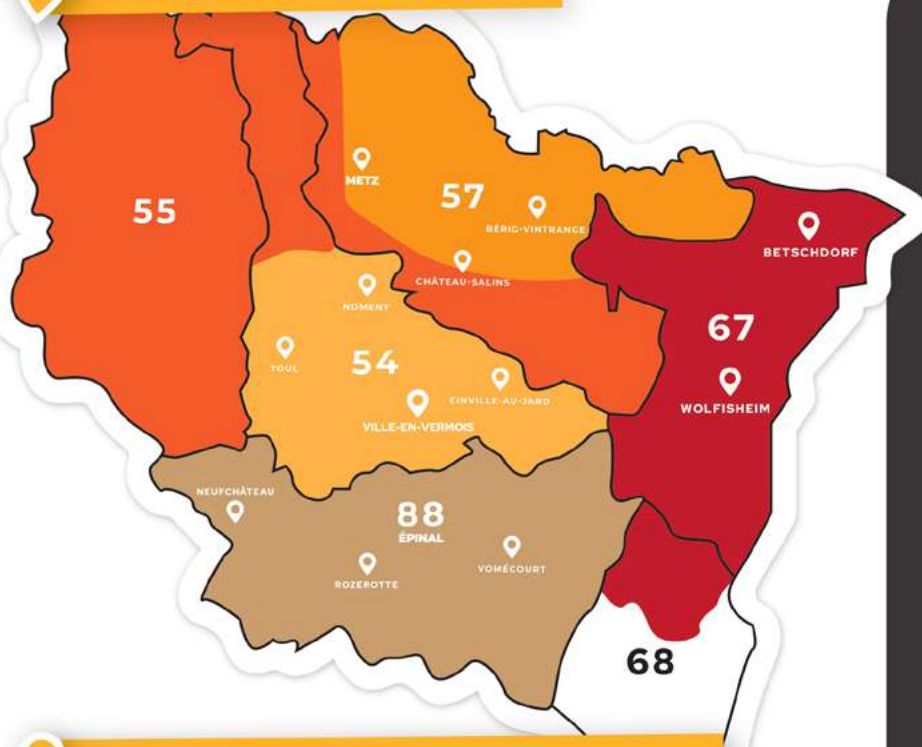 METZ
57
BÉRIG-VINTRANGE
55
BETSCHDORF
CHÂTEAU-SALINS
NOMENY
67
TOUL
54
EINVILLE-AU-JARD
WOLFISHEIM
VILLE-EN-VERMOIS
NEUFCHÂTEAU
88
ÉPINAL
VOMÉCOURT
ROZEROTTE
68